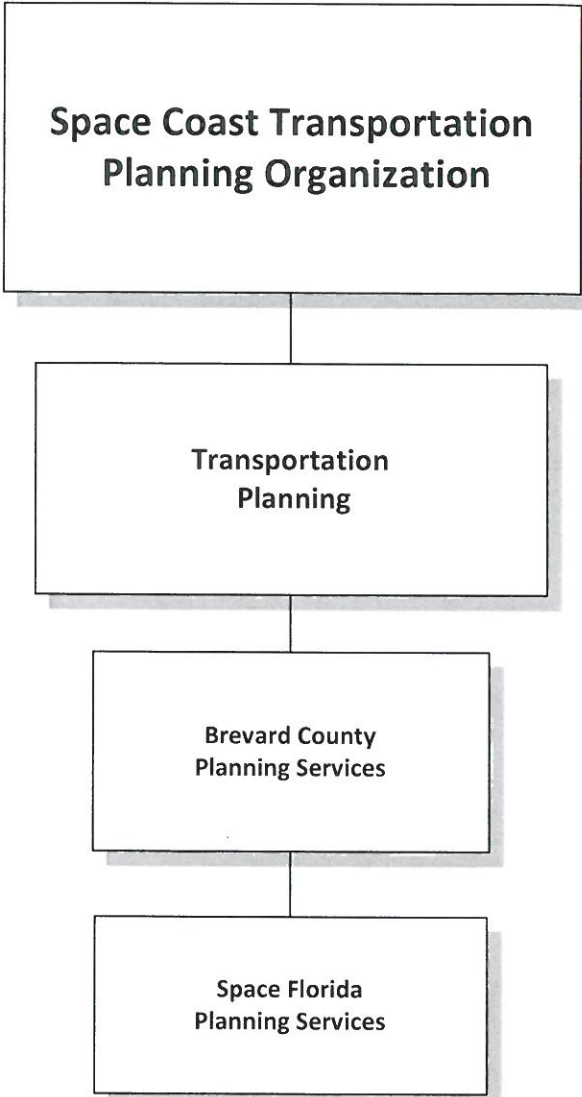 Space Coast Transportation
Planning Organization
Transportation
Planning
Brevard County
Planning Services
Space Florida
Planning Services